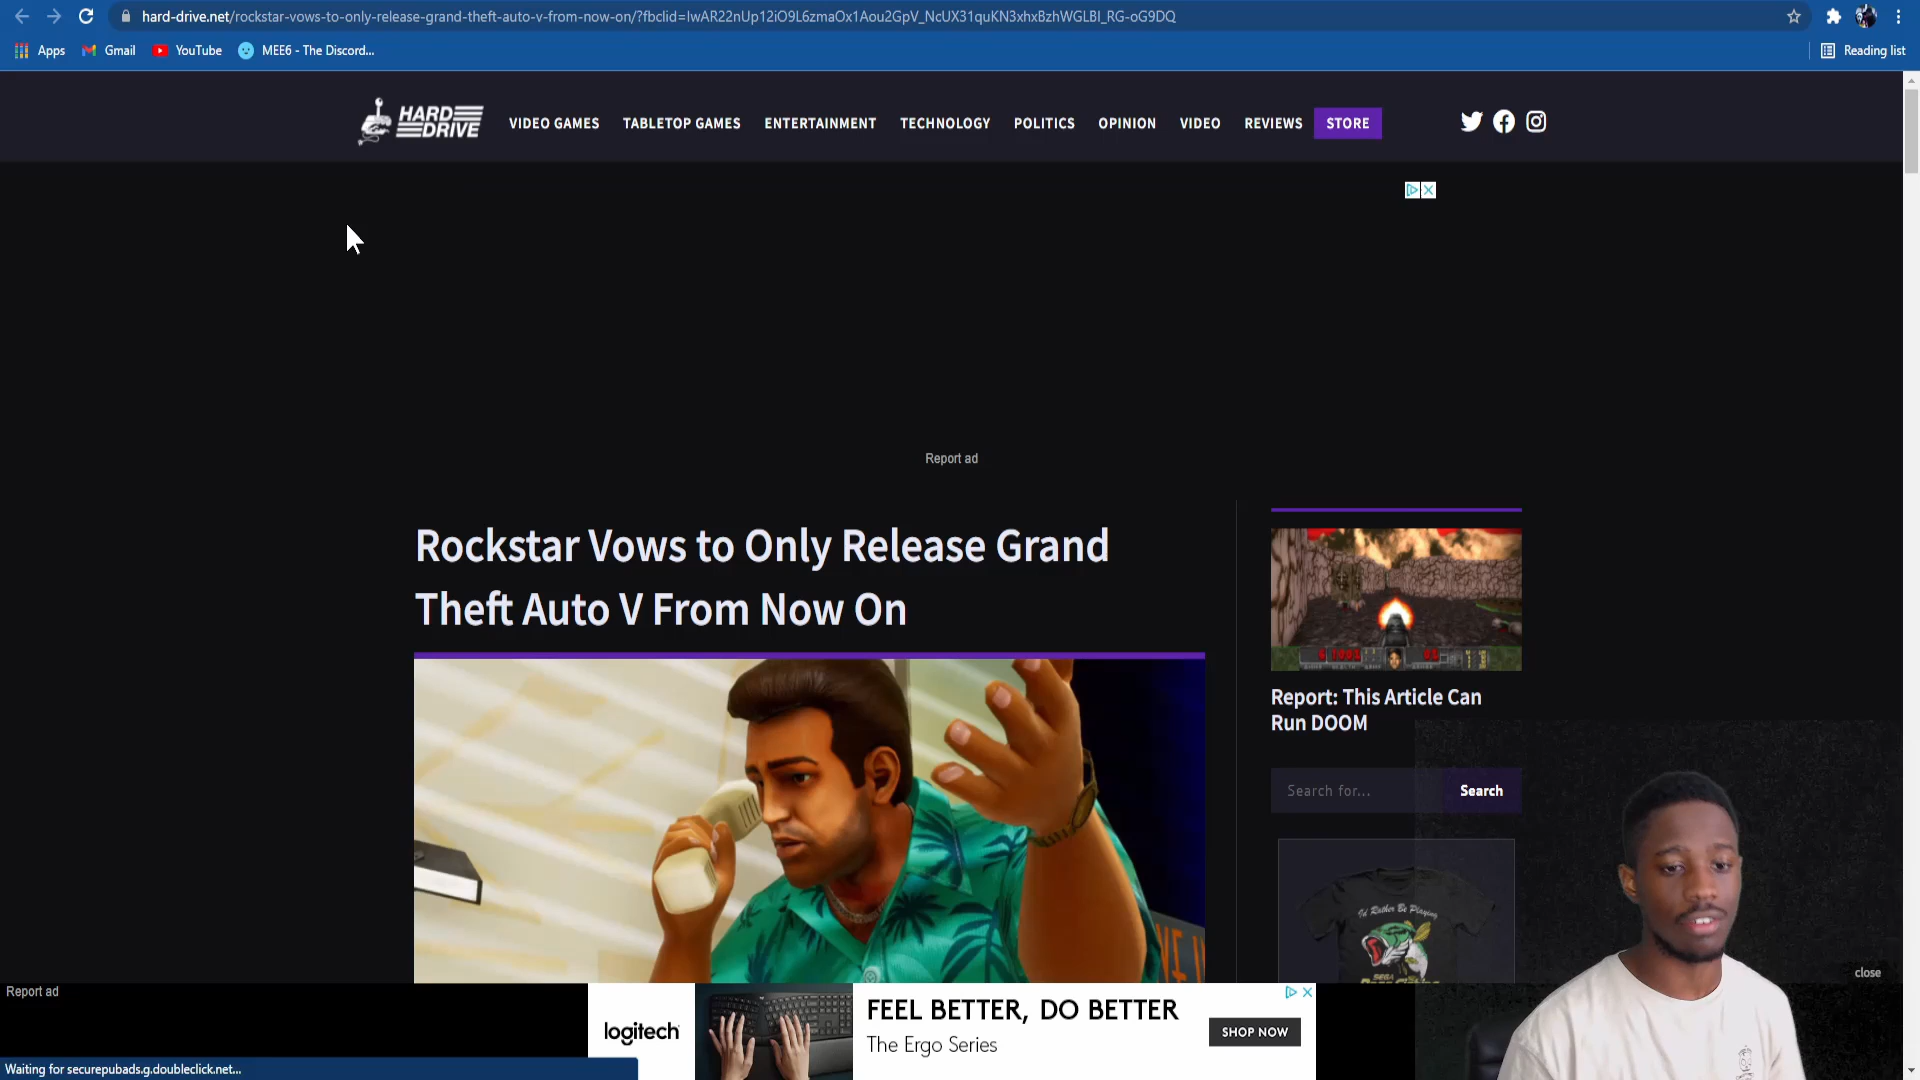 hard-drive.net/rockstar-vows-to-only-release-grand-theft-auto-v-from-now-on/?fbclid=IwAR22nUp12iO9L6zmaOx1Aou2GpV_NcUX31quKN3xhxBzhWGLBI_RG-oG9DQ
Apps Gmail YouTube MEE6 - The Discord... Reading list
HARD DRIVE
VIDEO GAMES TABLETOP GAMES ENTERTAINMENT TECHNOLOGY POLITICS OPINION VIDEO REVIEWS STORE
Report ad
Rockstar Vows to Only Release Grand
Theft Auto V From Now On
Report: This Article Can
Run DOOM
Search for... Search
I'd Rather Be Playing
SEGA
close
Report ad
logitech
FEEL BETTER, DO BETTER
The Ergo Series
SHOP NOW
Waiting for securepubads.g.doubleclick.net...